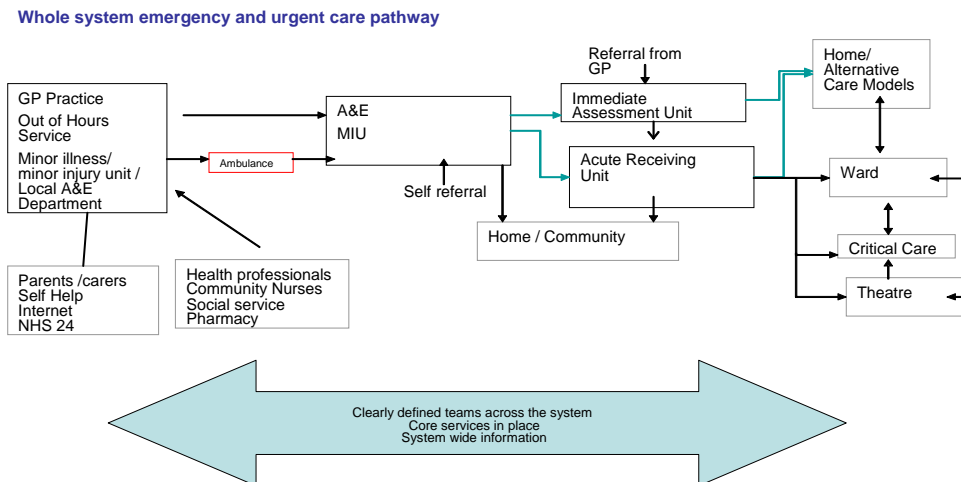 Whole system emergency and urgent care pathway
GP Practice
Out of Hours
Service
Minor illness/
minor injury unit /
Local A&E
Department
Ambulance
A&E
MIU
Self referral
Referral from
GP
Immediate
Assessment Unit
Acute Receiving
Unit
Home / Community
Home/
Alternative
Care Models
Ward
Critical Care
Theatre
Parents /carers
Self Help
Internet
NHS 24
Health professionals
Community Nurses
Social service
Pharmacy
Clearly defined teams across the system
Core services in place
System wide information